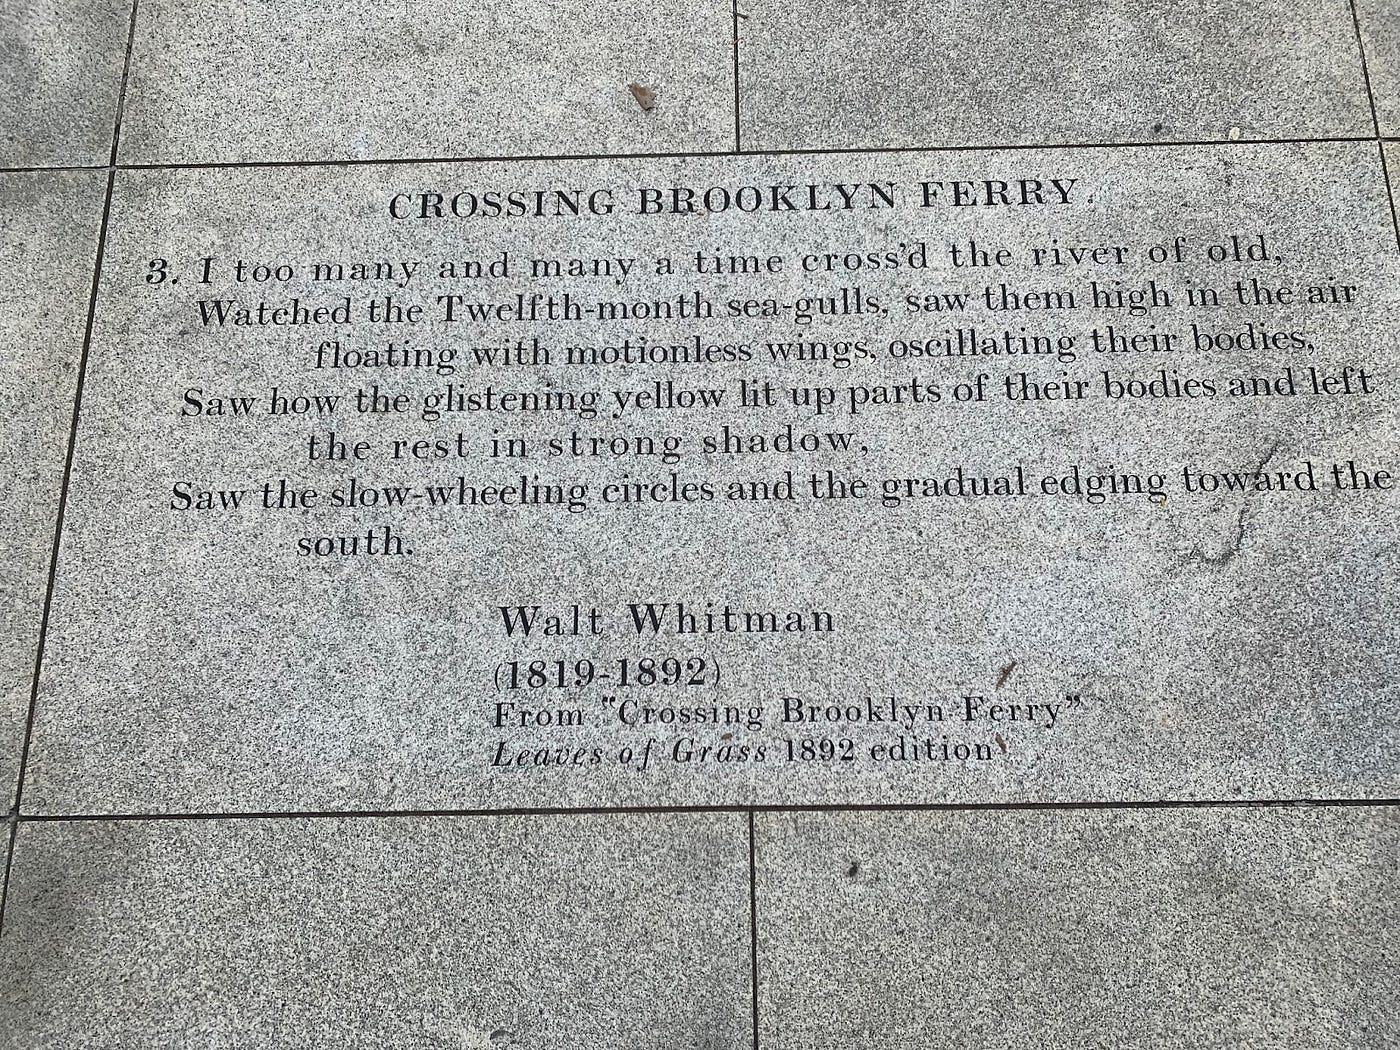 CROSSING BROOKLYN FERRY.
3. I too many and many a time cross'd the river of old,
Watched the Twelfth-month sea-gulls, saw them high in the air
floating with motionless wings, oscillating their bodies,
Saw how the glistening yellow lit up parts of their bodies and left
the rest in strong shadow,
Saw the slow-wheeling circles and the gradual edging toward the
south.
Walt Whitman
(1819-1892)
From "Crossing Brooklyn Ferry"
Leaves of Grass 1892 edition